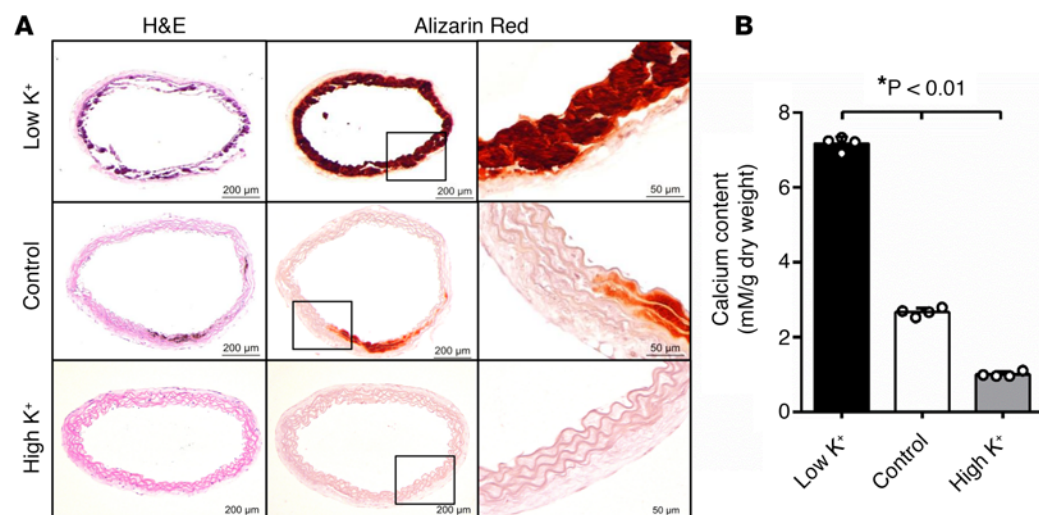 A
H&E
Alizarin Red
Low K⁺
200 µm
200 µm
50 µm
Control
200 µm
200 µm
50 µm
High K⁺
200 µm
200 µm
50 µm
B
*P < 0.01
Calcium content
(mM/g dry weight)
8
6
4
2
0
Low K⁺
Control
High K⁺